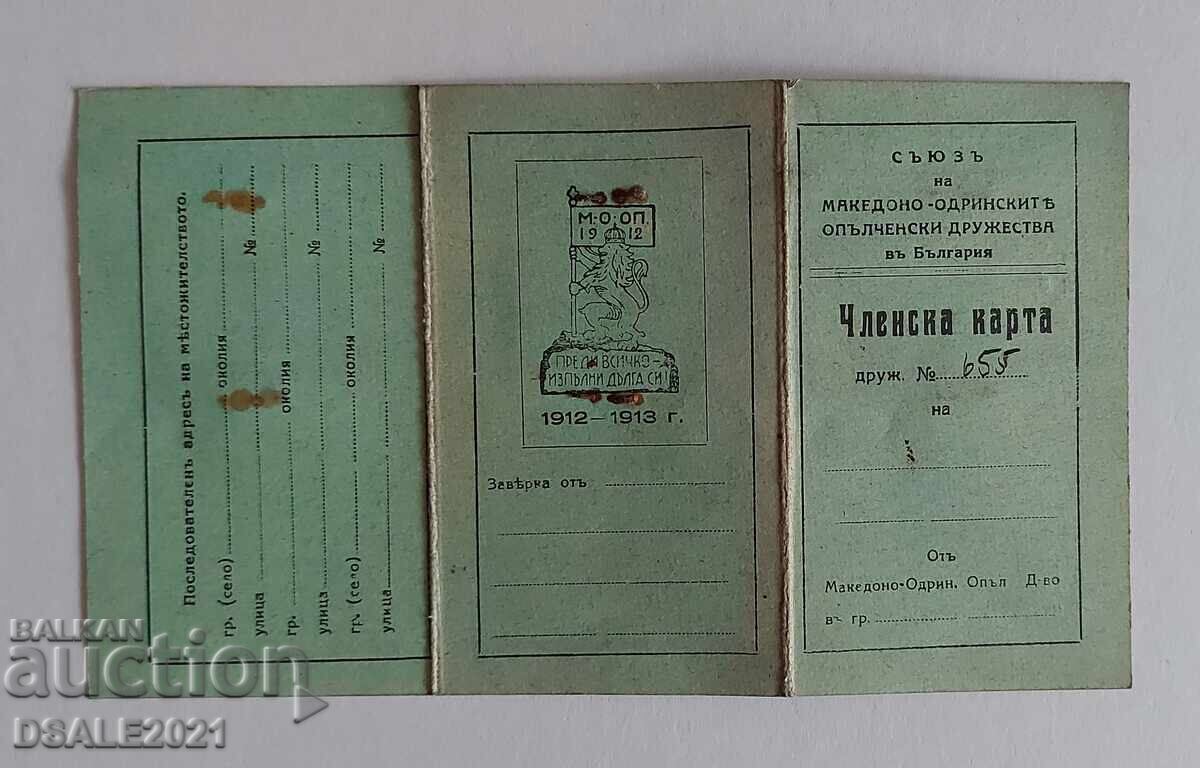 Последователенъ адресъ на мѣстожителството.
гр. (село) околия
улица №
гр. околия
улица №
гр. (село) околия
улица №
М.О.ОП.
1912
ПРЕДИ ВСИЧКО-
ИЗПЪЛНИ ДЪЛГА СИ!
1912–1913 г.
Завѣрка отъ
СЪЮЗЪ
на
МАКЕДОНО-ОДРИНСКИТѢ
ОПЪЛЧЕНСКИ ДРУЖЕСТВА
въ България
Членска карта
друж. № 655
на
Отъ
Македоно-Одрин. Опъл Д-во
въ гр.
BALKAN
auction
DSALE2021